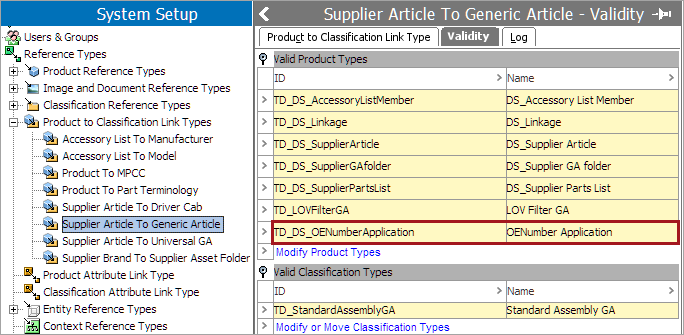 System Setup
Users & Groups
Reference Types
Product Reference Types
Image and Document Reference Types
Classification Reference Types
Product to Classification Link Types
Accessory List To Manufacturer
Accessory List To Model
Product To MPCC
Product To Part Terminology
Supplier Article To Driver Cab
Supplier Article To Generic Article
Supplier Article To Universal GA
Supplier Brand To Supplier Asset Folder
Product Attribute Link Type
Classification Attribute Link Type
Entity Reference Types
Context Reference Types
Supplier Article To Generic Article - Validity
Product to Classification Link Type Validity Log
Valid Product Types
ID > Name >
TD_DS_AccessoryListMember DS_Accessory List Member
TD_DS_Linkage DS_Linkage
TD_DS_SupplierArticle DS_Supplier Article
TD_DS_SupplierGAfolder DS_Supplier GA folder
TD_DS_SupplierPartsList DS_Supplier Parts List
TD_LOVFilterGA LOV Filter GA
TD_DS_OENumberApplication OENumber Application
Modify Product Types
Valid Classification Types
ID > Name >
TD_StandardAssemblyGA Standard Assembly GA
Modify or Move Classification Types